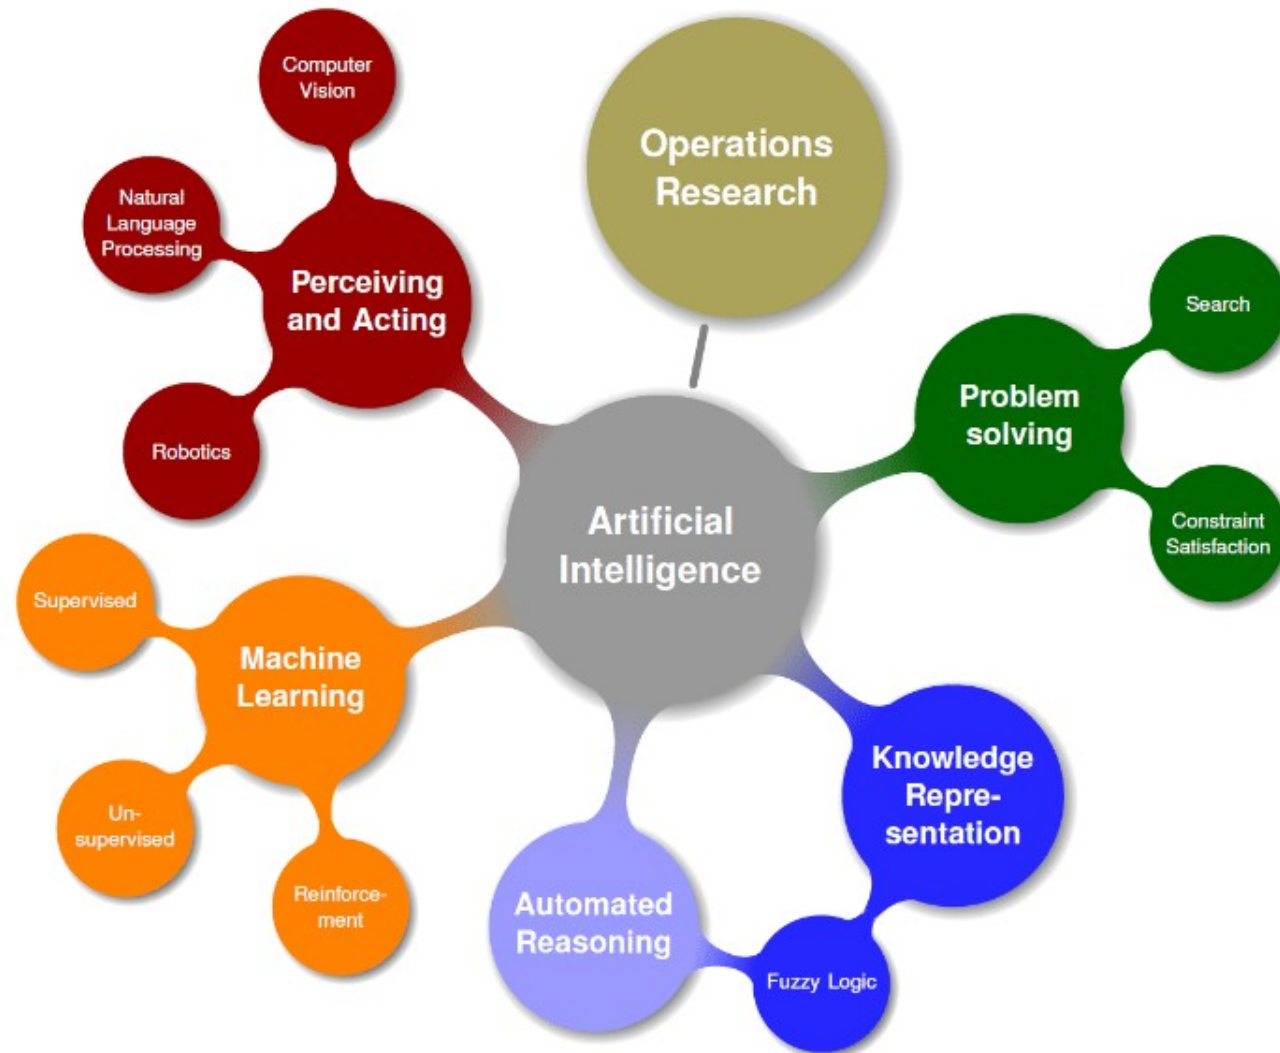 Computer
Vision
Natural
Language
Processing
Perceiving
and Acting
Robotics
Operations
Research
Search
Problem
solving
Constraint
Satisfaction
Artificial
Intelligence
Supervised
Machine
Learning
Un-
supervised
Reinforce-
ment
Knowledge
Repre-
sentation
Automated
Reasoning
Fuzzy Logic